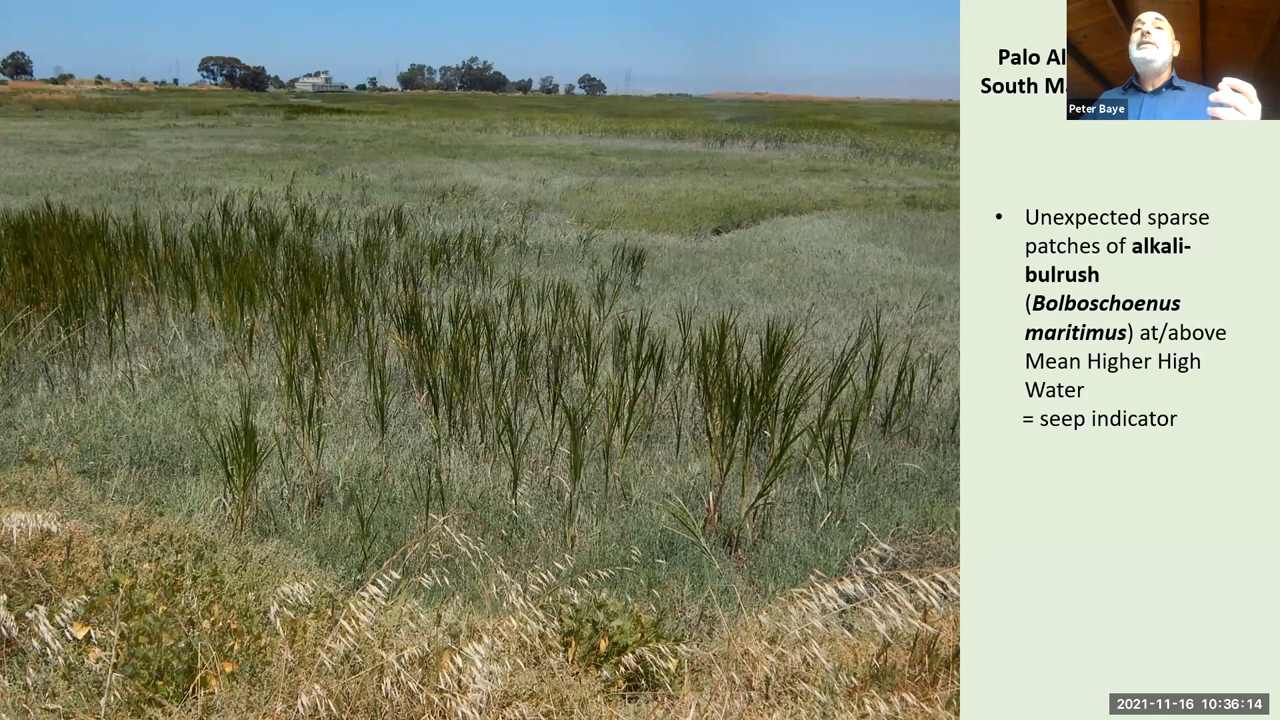 Palo Al
South M
Peter Baye
• Unexpected sparse
patches of alkali-
bulrush
(Bolboschoenus
maritimus) at/above
Mean Higher High
Water
= seep indicator
2021-11-16 10:36:14